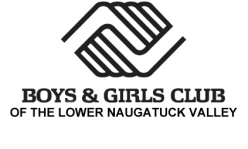 BOYS & GIRLS CLUB
OF THE LOWER NAUGATUCK VALLEY